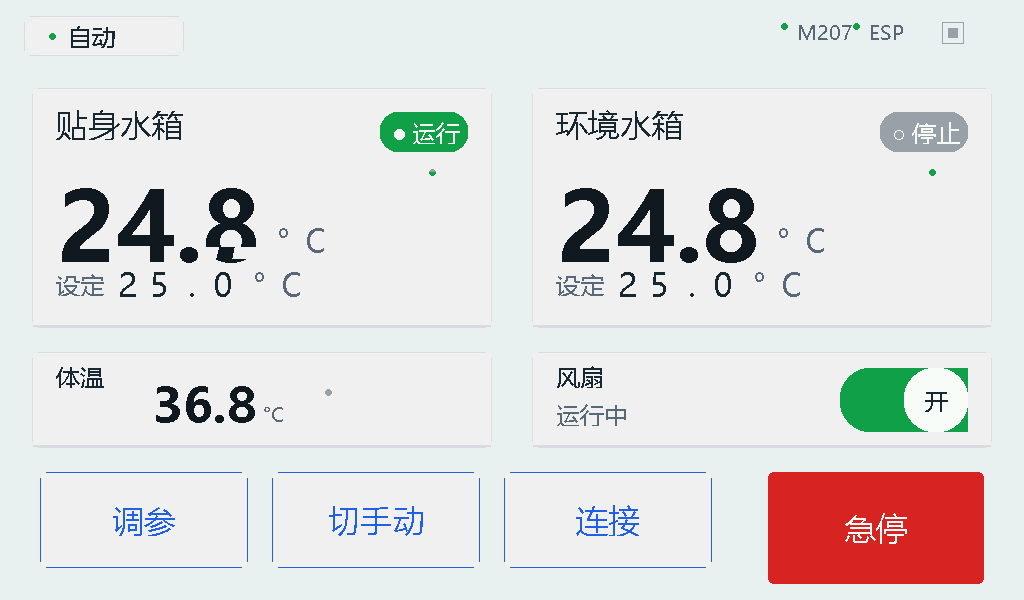 自动
M207 ESP
贴身水箱
运行
24.8 °C
设定 25.0 °C
环境水箱
停止
24.8 °C
设定 25.0 °C
体温
36.8 °C
风扇
运行中
开
调参
切手动
连接
急停